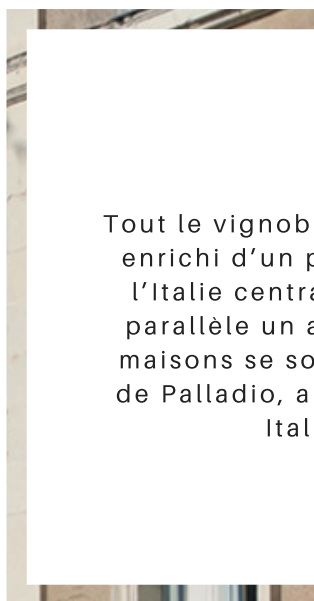 Tout le vignob
enrichi d’un p
l’Italie centra
parallèle un a
maisons se so
de Palladio, a
Ital